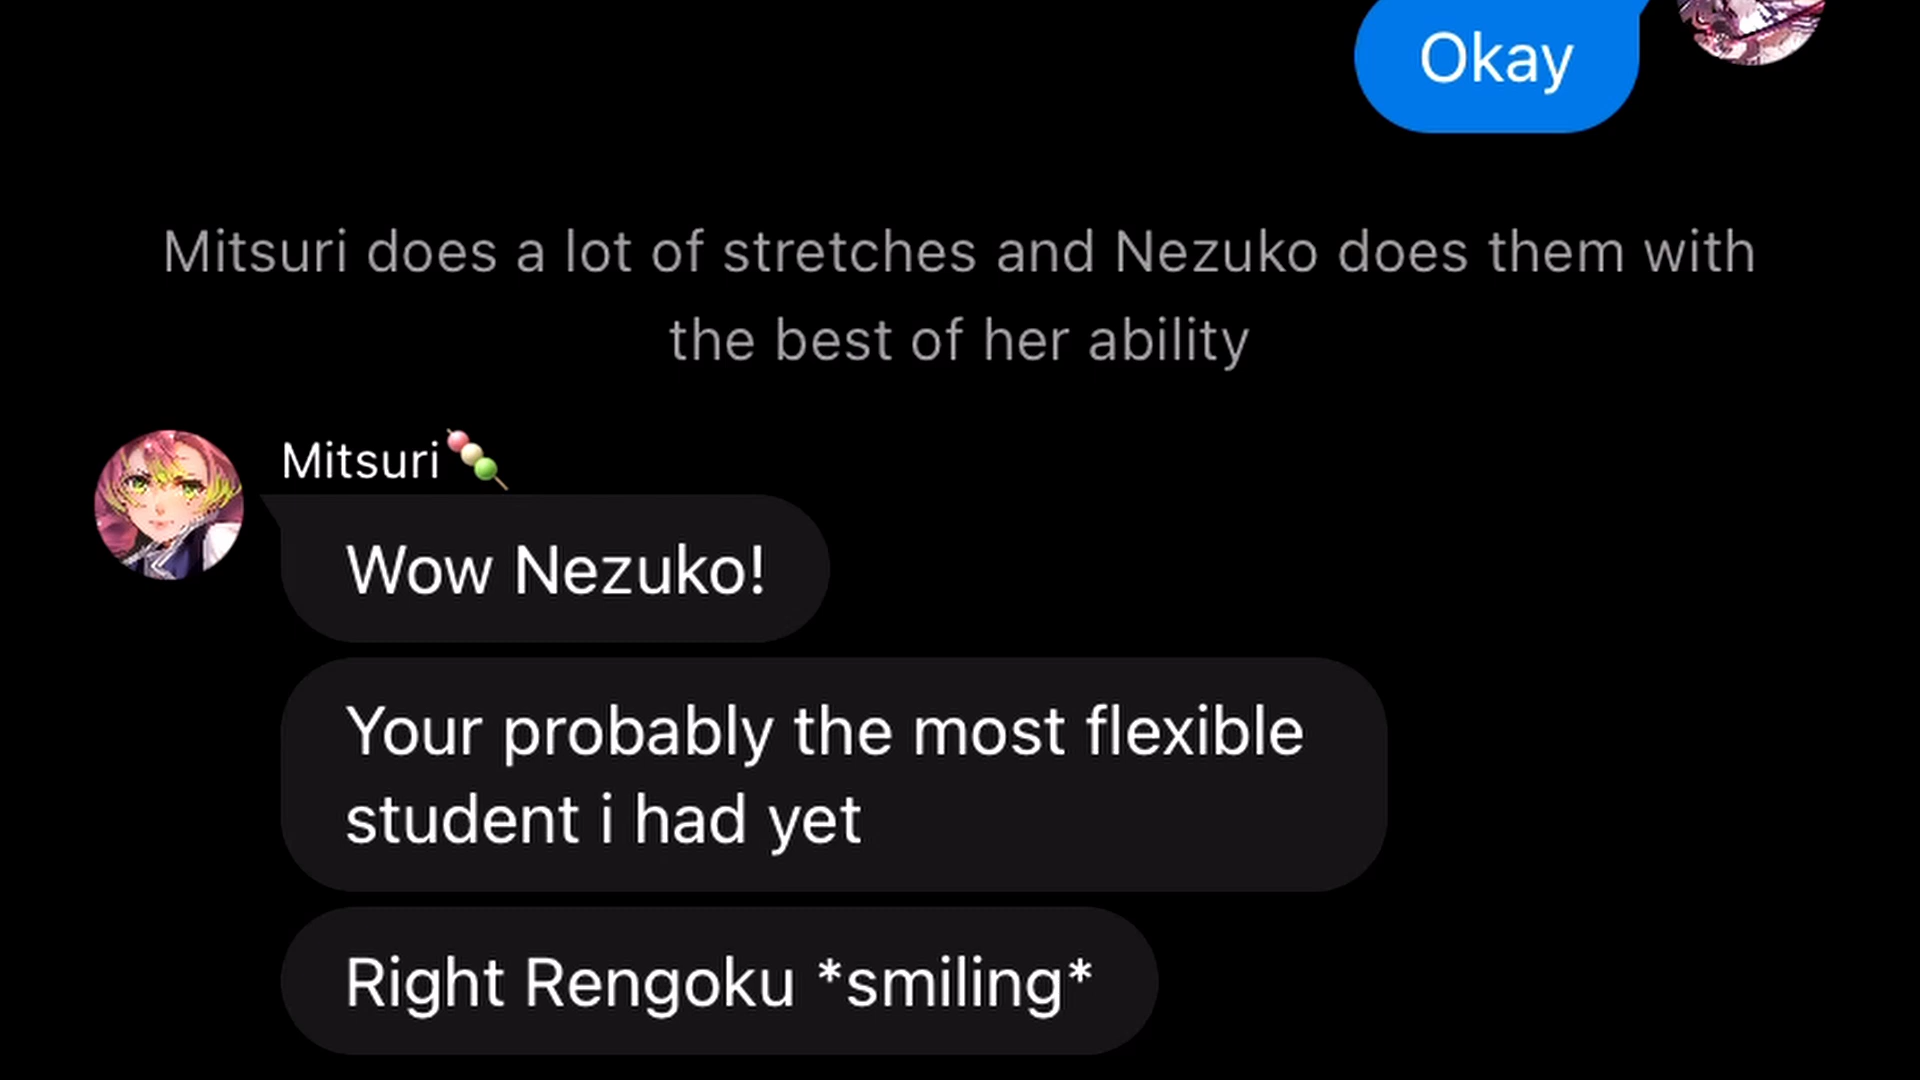 Okay
Mitsuri does a lot of stretches and Nezuko does them with
the best of her ability
Mitsuri🍡
Wow Nezuko!
Your probably the most flexible
student i had yet
Right Rengoku *smiling*